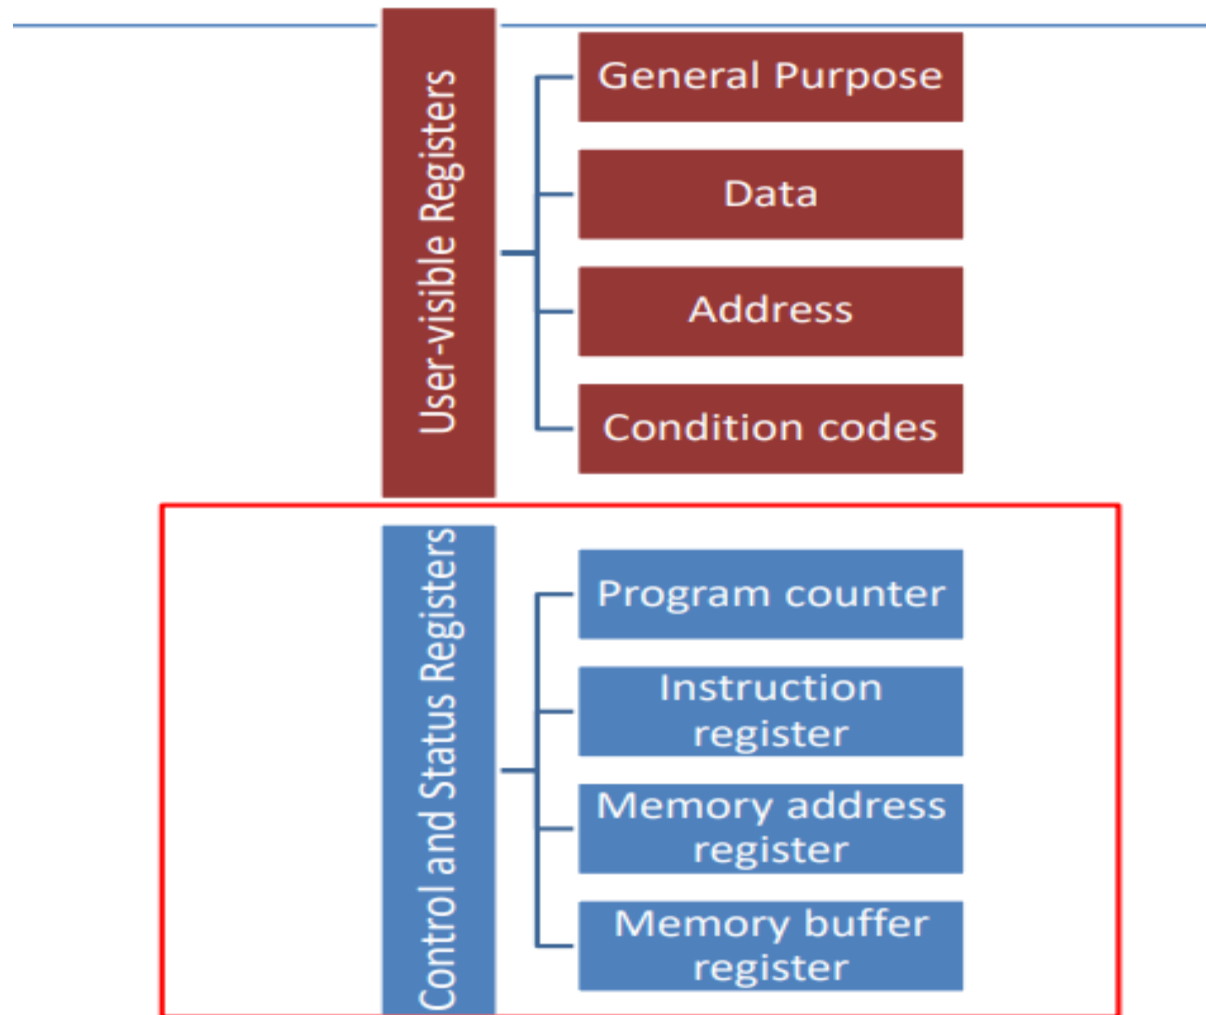 User-visible Registers
General Purpose
Data
Address
Condition codes
Control and Status Registers
Program counter
Instruction
register
Memory address
register
Memory buffer
register